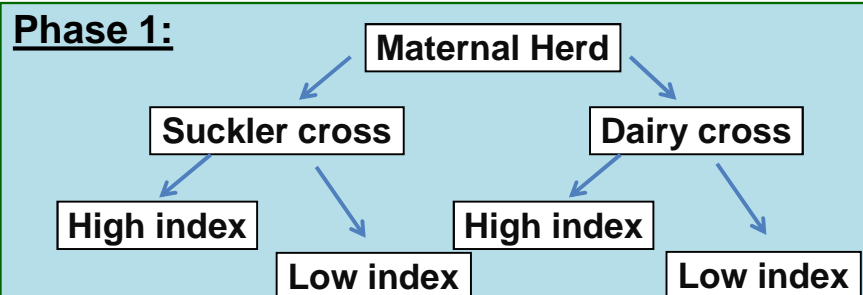 Phase 1:
Maternal Herd
Suckler cross
Dairy cross
High index
High index
Low index
Low index